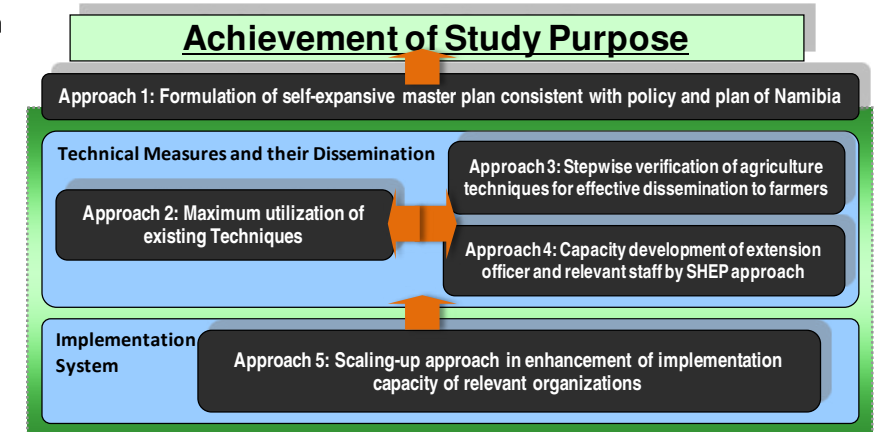 Achievement of Study Purpose
Approach 1: Formulation of self-expansive master plan consistent with policy and plan of Namibia
Technical Measures and their Dissemination
Approach 2: Maximum utilization of
existing Techniques
Approach 3: Stepwise verification of agriculture
techniques for effective dissemination to farmers
Approach 4: Capacity development of extension
officer and relevant staff by SHEP approach
Implementation
System
Approach 5: Scaling-up approach in enhancement of implementation
capacity of relevant organizations